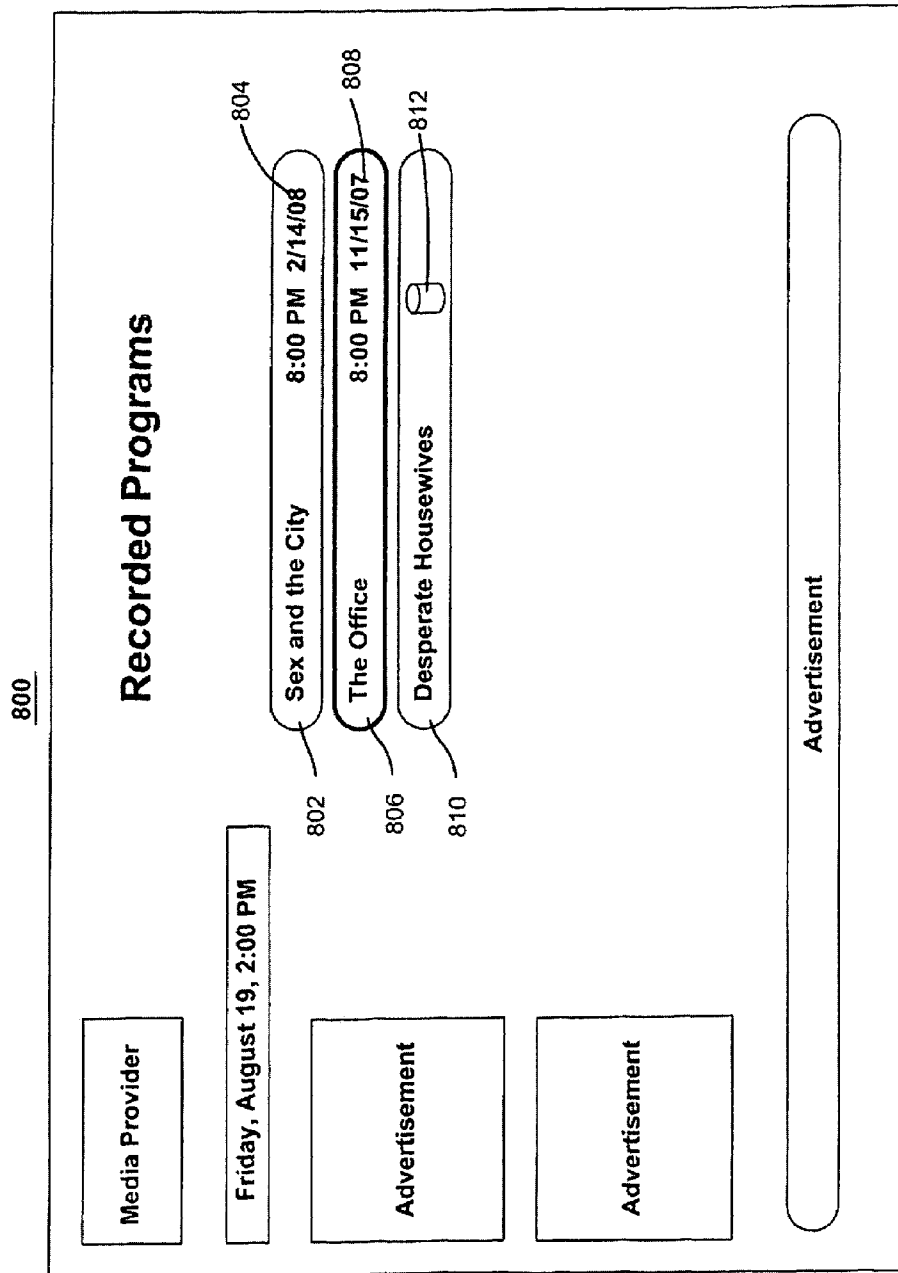 800
Media Provider
Recorded Programs
Friday, August 19, 2:00 PM
802
Sex and the City 8:00 PM 2/14/08
804
806
The Office 8:00 PM 11/15/07
808
810
Desperate Housewives
812
Advertisement
Advertisement
Advertisement